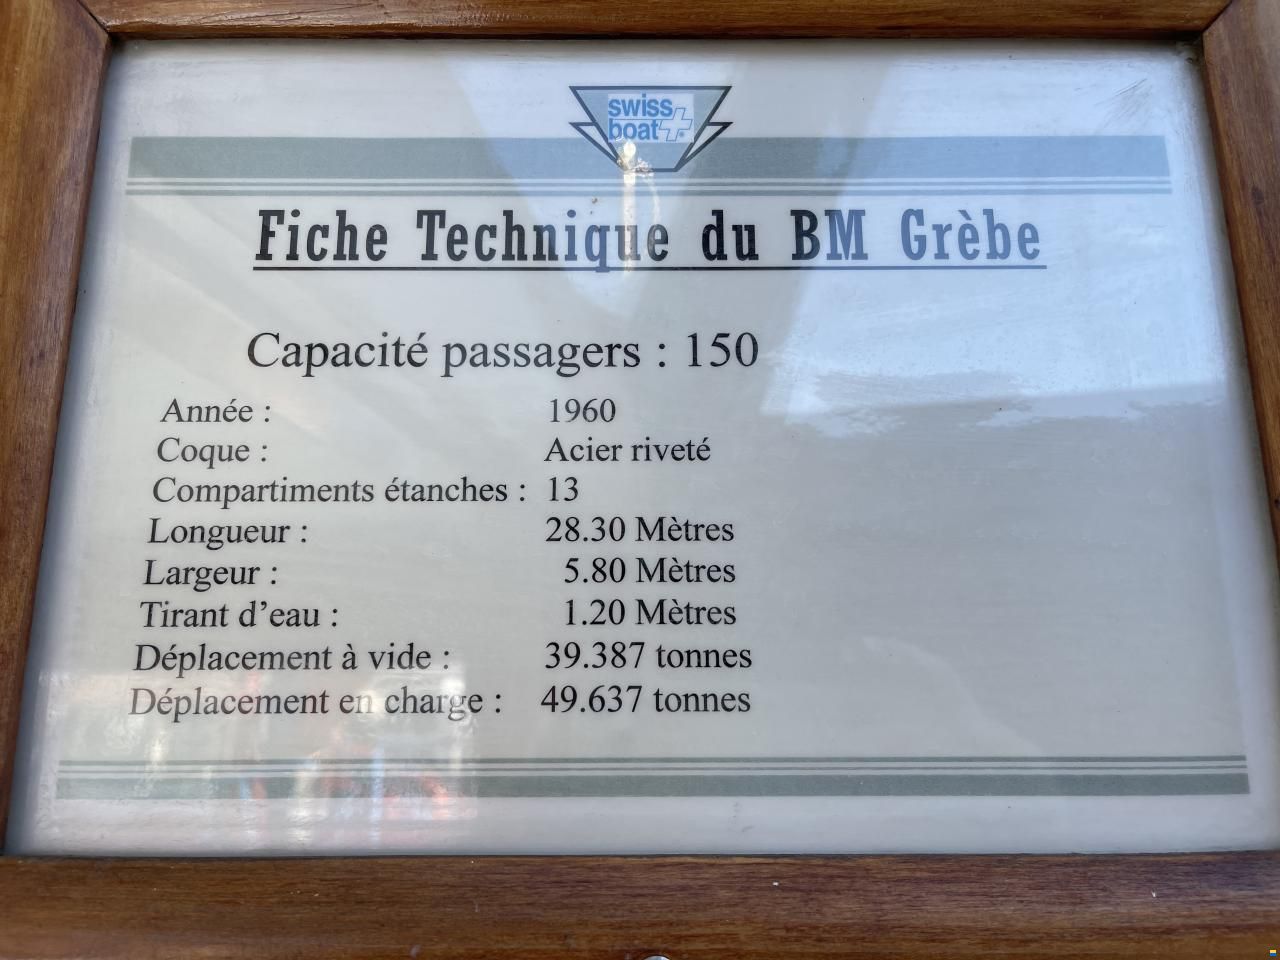 swiss
boat
Fiche Technique du BM Grèbe
Capacité passagers : 150
Année : 1960
Coque : Acier riveté
Compartiments étanches : 13
Longueur : 28.30 Mètres
Largeur : 5.80 Mètres
Tirant d’eau : 1.20 Mètres
Déplacement à vide : 39.387 tonnes
Déplacement en charge : 49.637 tonnes